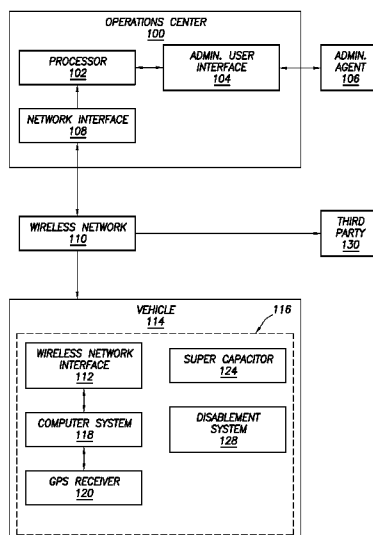 OPERATIONS CENTER
100
PROCESSOR
102
ADMIN. USER
INTERFACE
104
ADMIN.
AGENT
106
NETWORK INTERFACE
108
WIRELESS NETWORK
110
THIRD
PARTY
130
VEHICLE
114
116
WIRELESS NETWORK
INTERFACE
112
SUPER CAPACITOR
124
COMPUTER SYSTEM
118
DISABLEMENT
SYSTEM
128
GPS RECEIVER
120